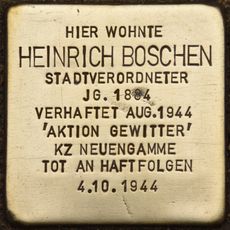 HIER WOHNTE
HEINRICH BOSCHEN
STADTVERORDNETER
JG. 1884
VERHAFTET AUG.1944
'AKTION GEWITTER'
KZ NEUENGAMME
TOT AN HAFTFOLGEN
4.10.1944